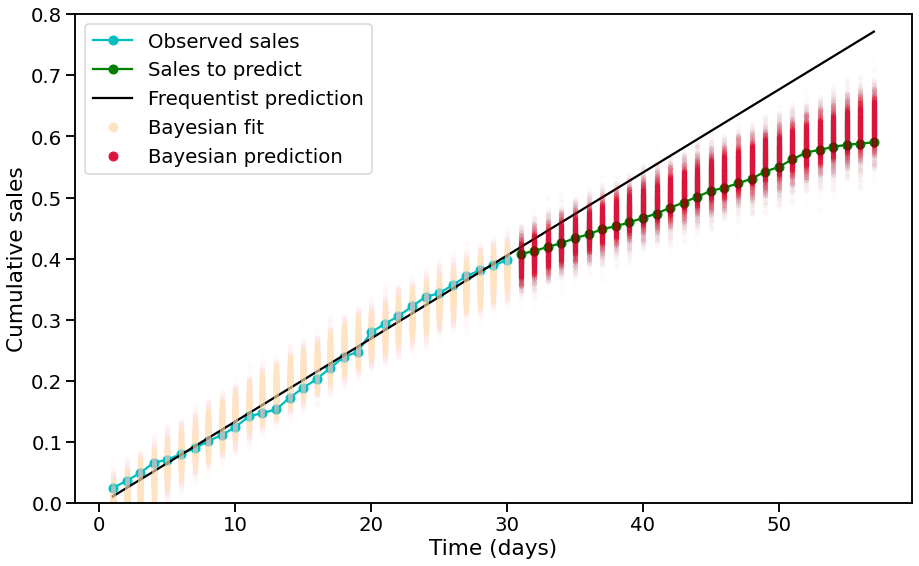 0.8
0.7
0.6
0.5
0.4
0.3
0.2
0.1
0.0
Cumulative sales
Observed sales
Sales to predict
Frequentist prediction
Bayesian fit
Bayesian prediction
0 10 20 30 40 50
Time (days)